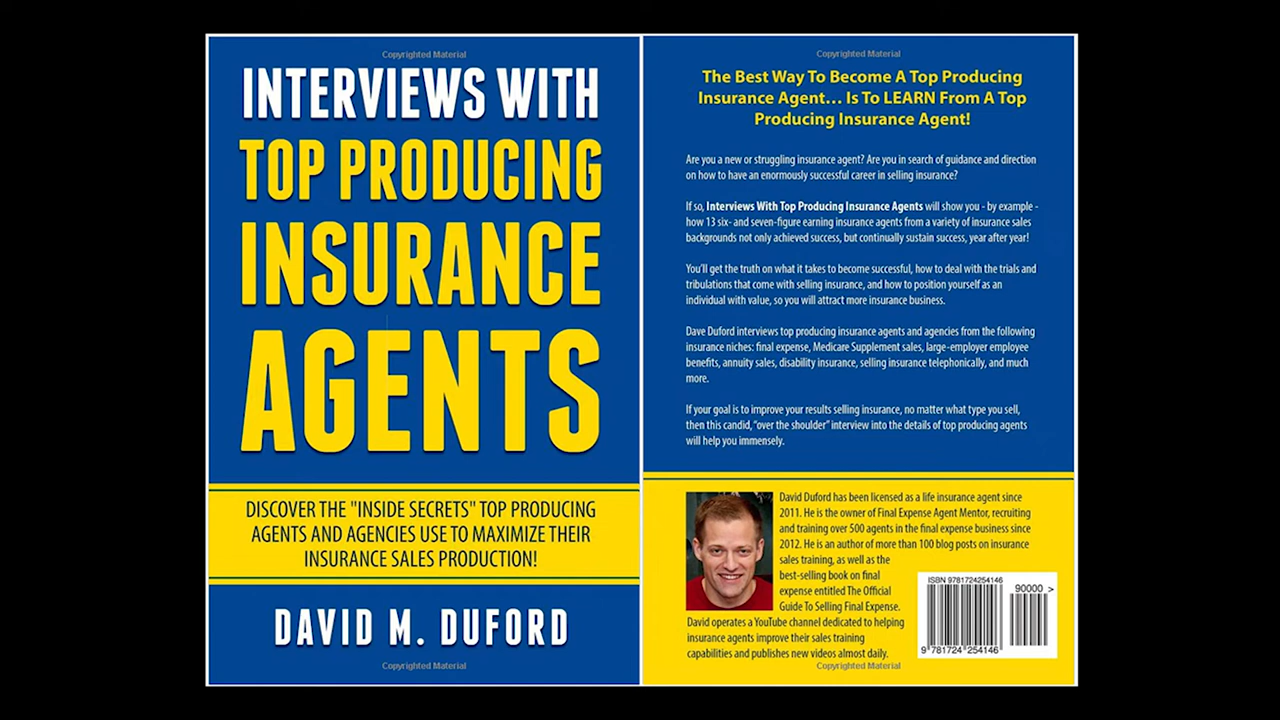 Copyrighted Material
INTERVIEWS WITH
TOP PRODUCING
INSURANCE
AGENTS
DISCOVER THE "INSIDE SECRETS" TOP PRODUCING
AGENTS AND AGENCIES USE TO MAXIMIZE THEIR
INSURANCE SALES PRODUCTION!
DAVID M. DUFORD
Copyrighted Material
Copyrighted Material
The Best Way To Become A Top Producing
Insurance Agent... Is To LEARN From A Top
Producing Insurance Agent!
Are you a new or struggling insurance agent? Are you in search of guidance and direction
on how to have an enormously successful career in selling insurance?
If so, Interviews With Top Producing Insurance Agents will show you - by example -
how 13 six- and seven-figure earning insurance agents from a variety of insurance sales
backgrounds not only achieved success, but continually sustain success, year after year!
You'll get the truth on what it takes to become successful, how to deal with the trials and
tribulations that come with selling insurance, and how to position yourself as an
individual with value, so you will attract more insurance business.
Dave Duford interviews top producing insurance agents and agencies from the following
insurance niches: final expense, Medicare Supplement sales, large-employer employee
benefits, annuity sales, disability insurance, selling insurance telephonically, and much
more.
If your goal is to improve your results selling insurance, no matter what type you sell,
then this candid, "over the shoulder" interview into the details of top producing agents
will help you immensely.
David Duford has been licensed as a life insurance agent since
2011. He is the owner of Final Expense Agent Mentor, recruiting
and training over 500 agents in the final expense business since
2012. He is an author of more than 100 blog posts on insurance
sales training, as well as the
best-selling book on final
expense entitled The Official
Guide To Selling Final Expense.
David operates a YouTube channel dedicated to helping
insurance agents improve their sales training
capabilities and publishes new videos almost daily.
ISBN 9781724254146
90000 >
9 781724 254146
Copyrighted Material